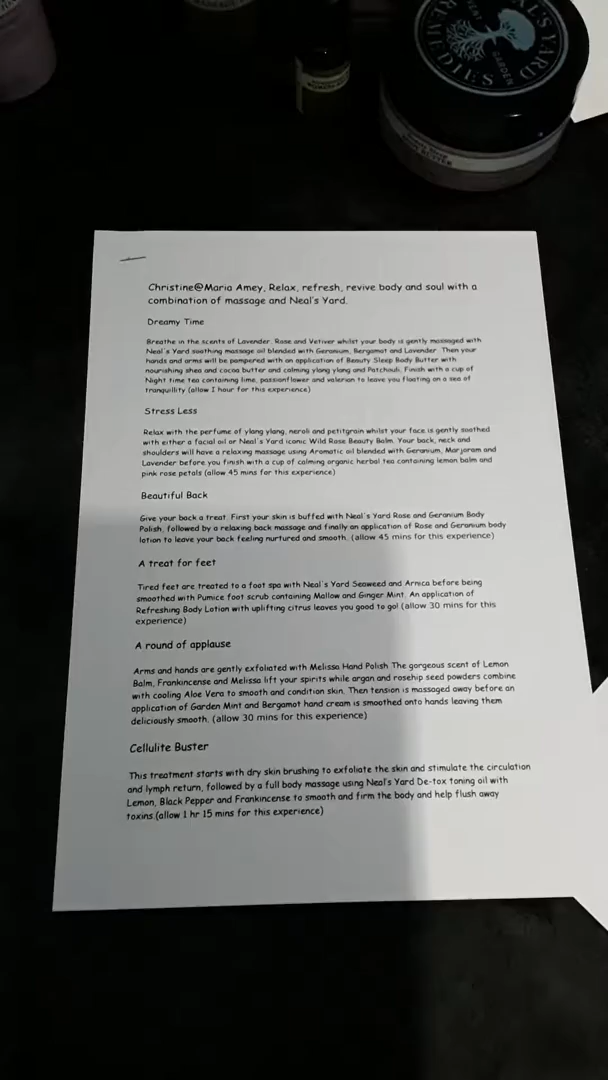 YARD
REMEDIES
GARDEN
Christine@Maria Amey, Relax, refresh, revive body and soul with a
combination of massage and Neal's Yard.
Dreamy Time
Breathe in the scents of Lavender, Rose and Vetiver whilst your body is gently massaged with
Neal's Yard soothing massage oil blended with Geranium, Bergamot and Lavender. Then your
hands and arms will be pampered with an application of Beauty Sleep Body Butter with
nourishing shea and cocoa butter and calming ylang ylang and Patchouli. Finish with a cup of
Night time tea containing lime, passionflower and valerian to leave you floating on a sea of
tranquillity (allow 1 hour for this experience)
Stress Less
Relax with the perfume of ylang ylang, neroli and petitgrain whilst your face is gently soothed
with either a facial oil or Neal's Yard iconic Wild Rose Beauty Balm. Your back, neck and
shoulders will have a relaxing massage using Aromatic oil blended with Geranium, Marjoram and
Lavender before you finish with a cup of calming organic herbal tea containing lemon balm and
pink rose petals (allow 45 mins for this experience)
Beautiful Back
Give your back a treat. First your skin is buffed with Neal's Yard Rose and Geranium Body
Polish, followed by a relaxing back massage and finally an application of Rose and Geranium body
lotion to leave your back feeling nurtured and smooth. (allow 45 mins for this experience)
A treat for feet
Tired feet are treated to a foot spa with Neal's Yard Seaweed and Arnica before being
smoothed with Pumice foot scrub containing Mallow and Ginger Mint. An application of
Refreshing Body Lotion with uplifting citrus leaves you good to go! (allow 30 mins for this
experience)
A round of applause
Arms and hands are gently exfoliated with Melissa Hand Polish The gorgeous scent of Lemon
Balm, Frankincense and Melissa lift your spirits while argan and rosehip seed powders combine
with cooling Aloe Vera to smooth and condition skin. Then tension is massaged away before an
application of Garden Mint and Bergamot hand cream is smoothed onto hands leaving them
deliciously smooth. (allow 30 mins for this experience)
Cellulite Buster
This treatment starts with dry skin brushing to exfoliate the skin and stimulate the circulation
and lymph return, followed by a full body massage using Neal's Yard De-tox toning oil with
Lemon, Black Pepper and Frankincense to smooth and firm the body and help flush away
toxins.(allow 1 hr 15 mins for this experience)